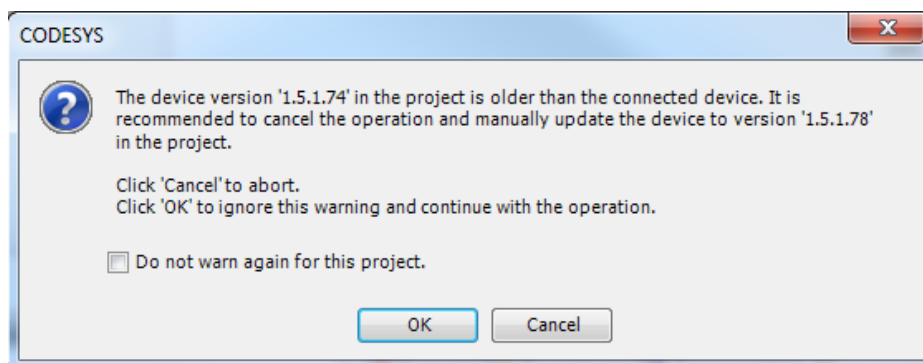 CODESYS
The device version '1.5.1.74' in the project is older than the connected device. It is
recommended to cancel the operation and manually update the device to version '1.5.1.78'
in the project.
Click 'Cancel' to abort.
Click 'OK' to ignore this warning and continue with the operation.
Do not warn again for this project.
OK
Cancel